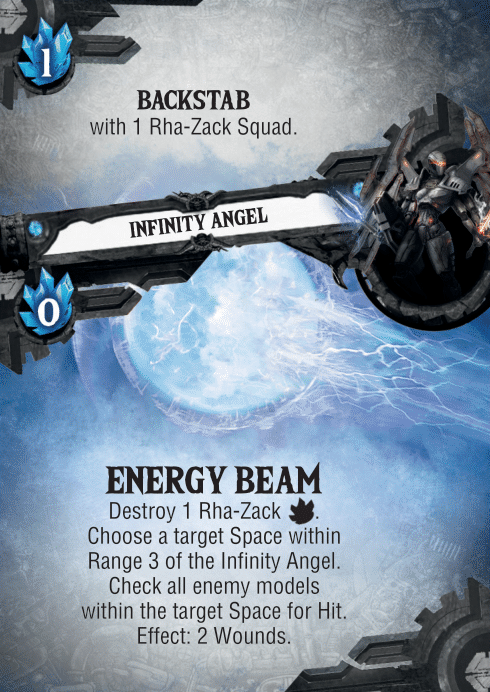 1
BACKSTAB
with 1 Rha-Zack Squad.
INFINITY ANGEL
0
ENERGY BEAM
Destroy 1 Rha-Zack .
Choose a target Space within
Range 3 of the Infinity Angel.
Check all enemy models
within the target Space for Hit.
Effect: 2 Wounds.